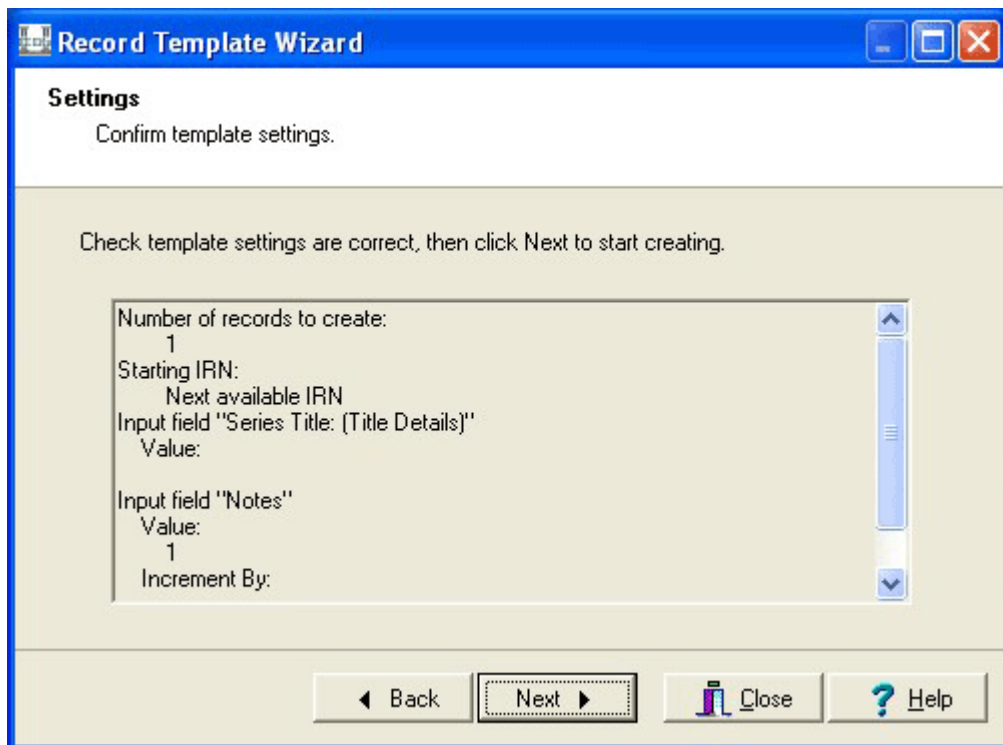 Record Template Wizard
Settings
Confirm template settings.
Check template settings are correct, then click Next to start creating.
Number of records to create:
1
Starting IRN:
Next available IRN
Input field "Series Title: (Title Details)"
Value:
Input field "Notes"
Value:
1
Increment By:
Back
Next
Close
Help